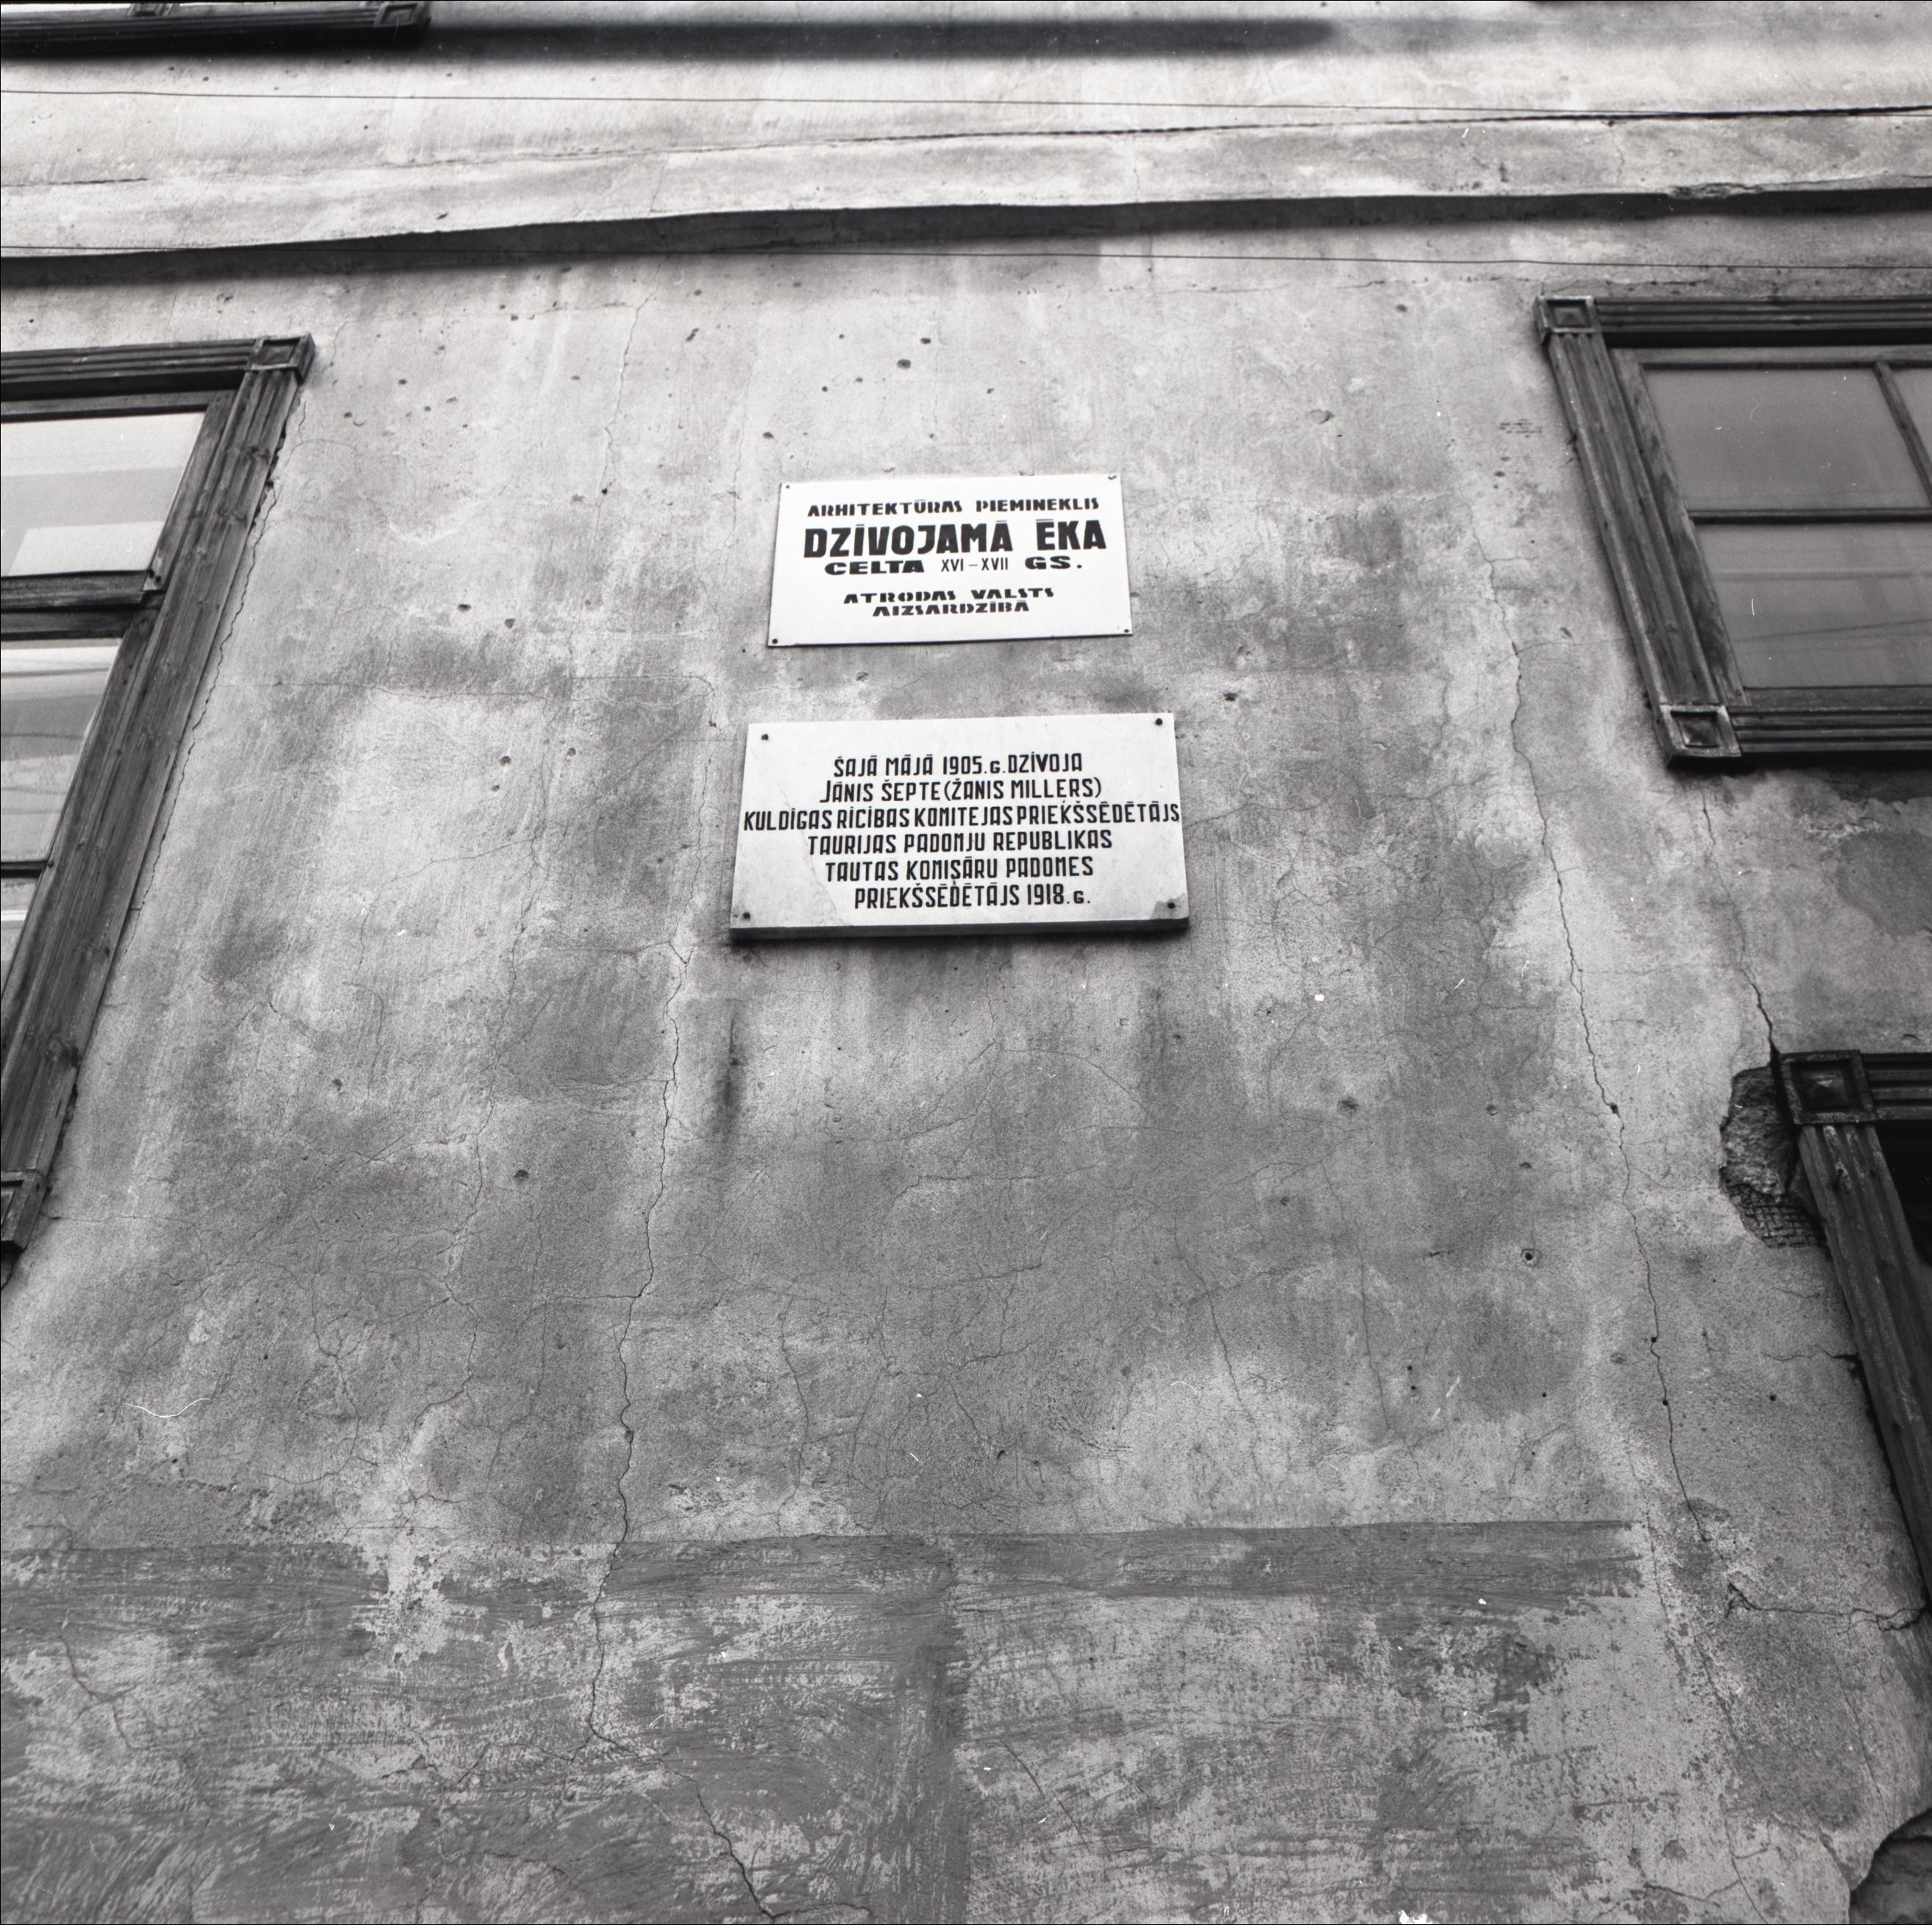 ARHITEKTŪRAS PIEMINEKLIS
DZĪVOJAMĀ ĒKA
CELTA XVI-XVII GS.
ATRODAS VALSTS
AIZSARDZĪBĀ
ŠAJĀ MĀJĀ 1905.G.DZĪVOJA
JĀNIS ŠEPTE(ŽANIS MILLERS)
KULDĪGAS RĪCĪBAS KOMITEJAS PRIEKŠSĒDĒTĀJS
TAURIJAS PADOMJU REPUBLIKAS
TAUTAS KOMISĀRU PADOMES
PRIEKŠSĒDĒTĀJS 1918.G.